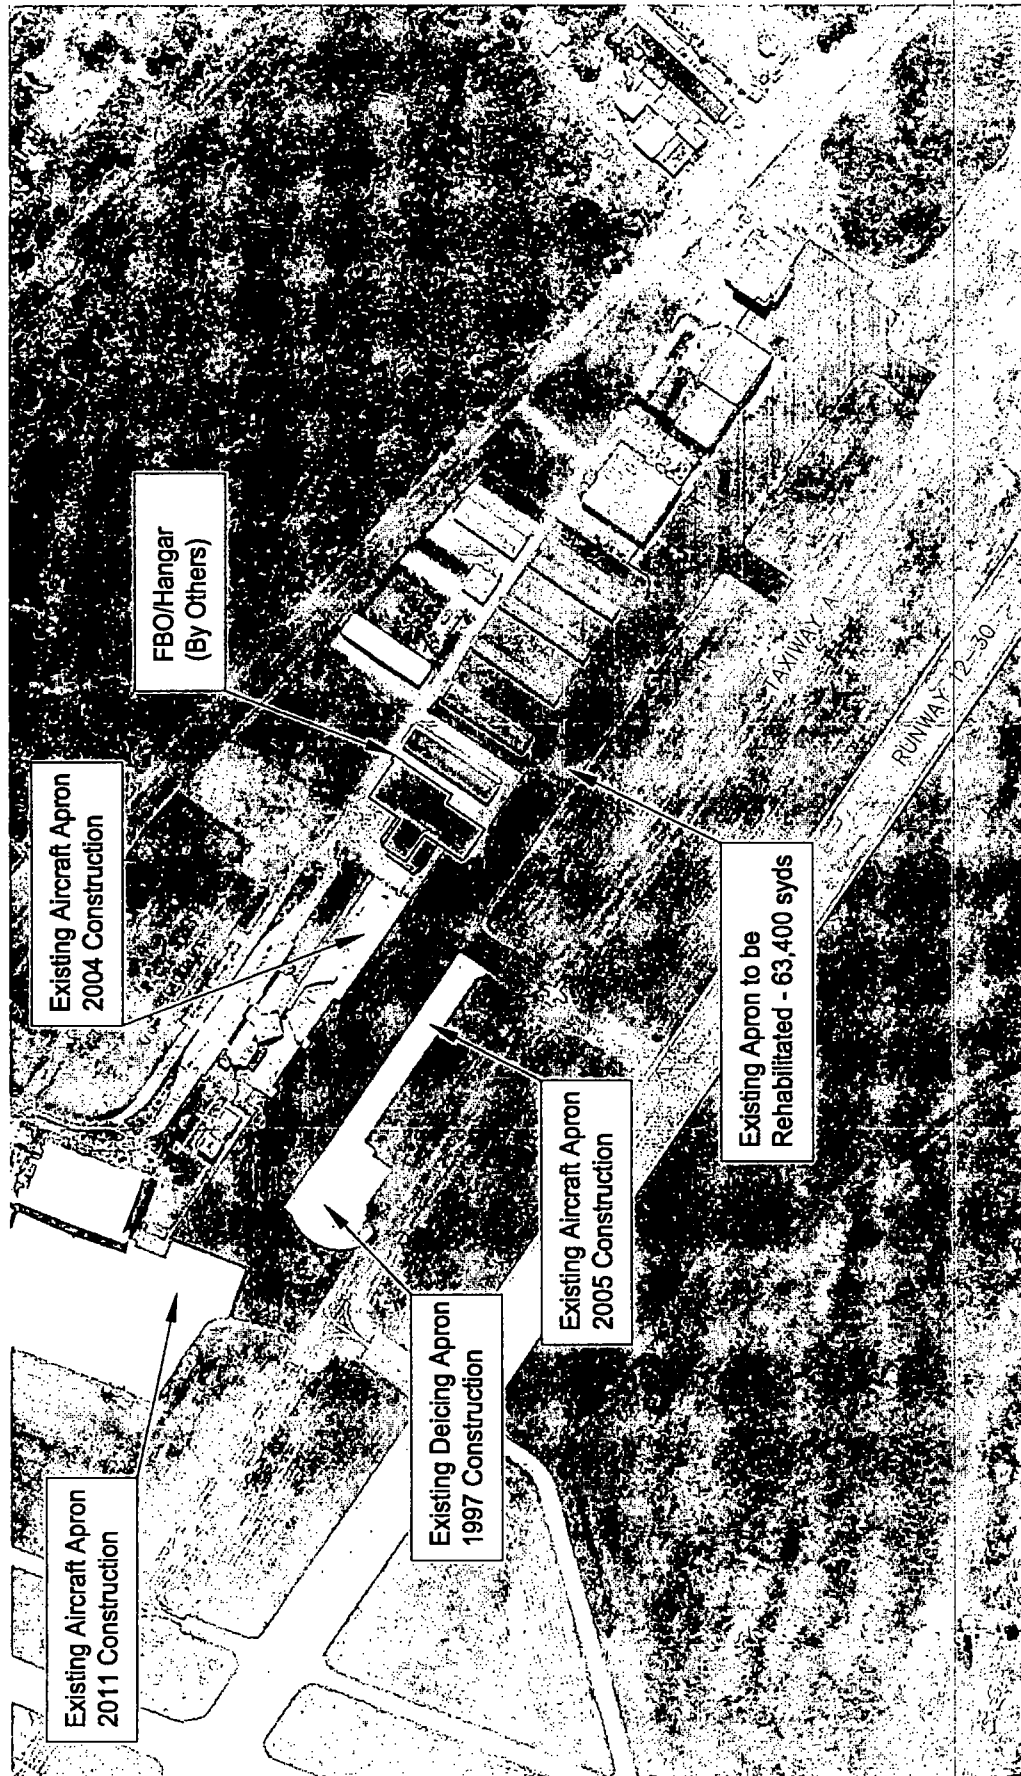 Existing Aircraft Apron
2011 Construction
Existing Aircraft Apron
2004 Construction
FBO/Hangar
(By Others)
Existing Deicing Apron
1997 Construction
Existing Aircraft Apron
2005 Construction
Existing Apron to be
Rehabilitated - 63,400 syds
TAXIWAY A
RUNWAY 12-30